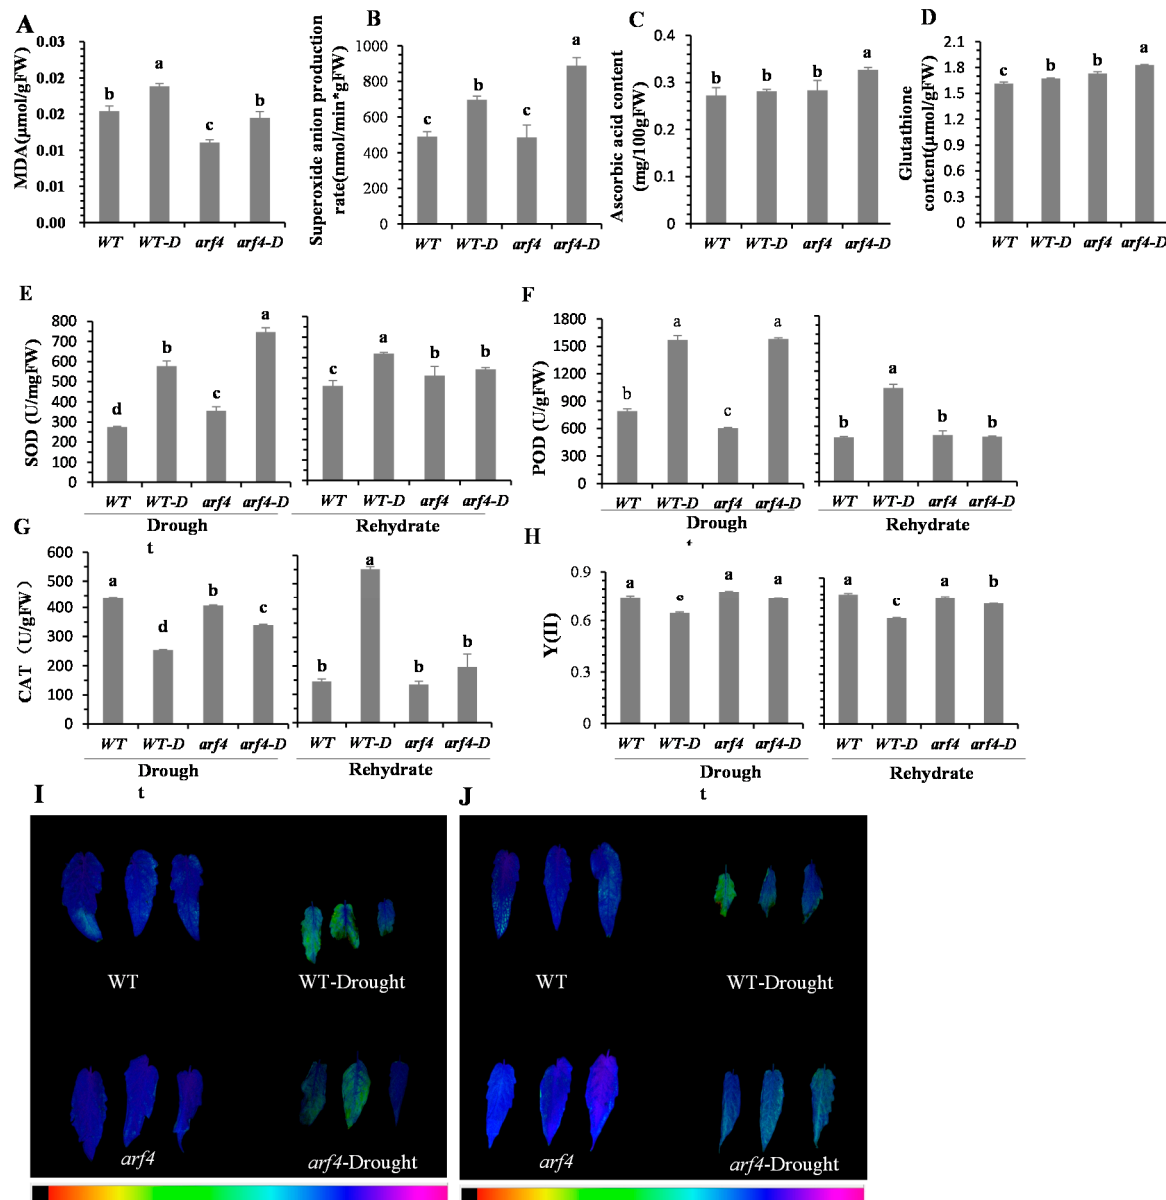 A
MDA(μmol/gFW)
0.03
0.02
0.02
0.01
0.01
0.00
b
a
c
b
WT
WT-D
arf4
arf4-D
B
Superoxide anion production
rate(nmol/min*gFW)
1000
800
600
400
200
0
c
b
c
a
WT
WT-D
arf4
arf4-D
C
Ascorbic acid content
(mg/100gFW)
0.4
0.3
0.2
0.1
0
b
b
b
a
WT
WT-D
arf4
arf4-D
D
Glutathione
content(μmol/gFW)
2.1
1.8
1.5
1.2
0.9
0.6
0.3
0
c
b
b
a
WT
WT-D
arf4
arf4-D
E
SOD (U/mgFW)
800
700
600
500
400
300
200
100
0
d
b
c
a
WT
WT-D
arf4
arf4-D
Drough
t
c
a
b
b
WT
WT-D
arf4
arf4-D
Rehydrate
F
POD (U/gFW)
1800
1500
1200
900
600
300
0
b
a
c
a
WT
WT-D
arf4
arf4-D
Drough
t
b
a
b
b
WT
WT-D
arf4
arf4-D
Rehydrate
G
CAT (U/gFW)
600
500
400
300
200
100
0
a
d
b
c
WT
WT-D
arf4
arf4-D
Drough
t
b
a
b
b
WT
WT-D
arf4
arf4-D
Rehydrate
H
Y(II)
0.9
0.6
0.3
0
a
a
a
WT
WT-D
arf4
arf4-D
Drough
t
a
c
a
b
WT
WT-D
arf4
arf4-D
Rehydrate
I
WT
WT-Drought
arf4
arf4-Drought
J
WT
WT-Drought
arf4
arf4-Drought